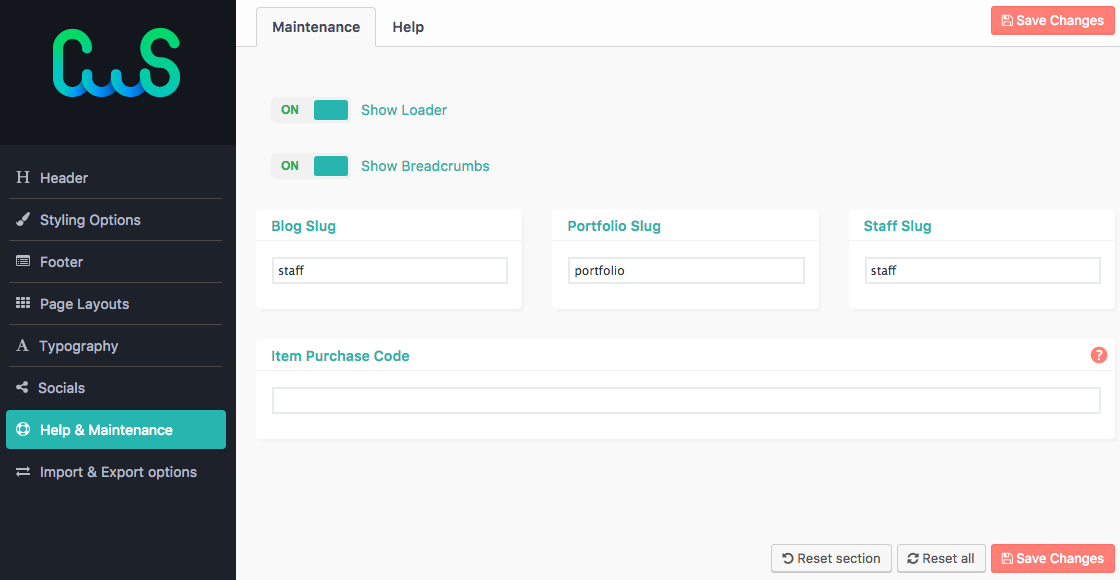 CWS
Header
Styling Options
Footer
Page Layouts
Typography
Socials
Help & Maintenance
Import & Export options
Maintenance Help Save Changes
ON Show Loader
ON Show Breadcrumbs
Blog Slug Portfolio Slug Staff Slug
staff portfolio staff
Item Purchase Code ?
Reset section Reset all Save Changes